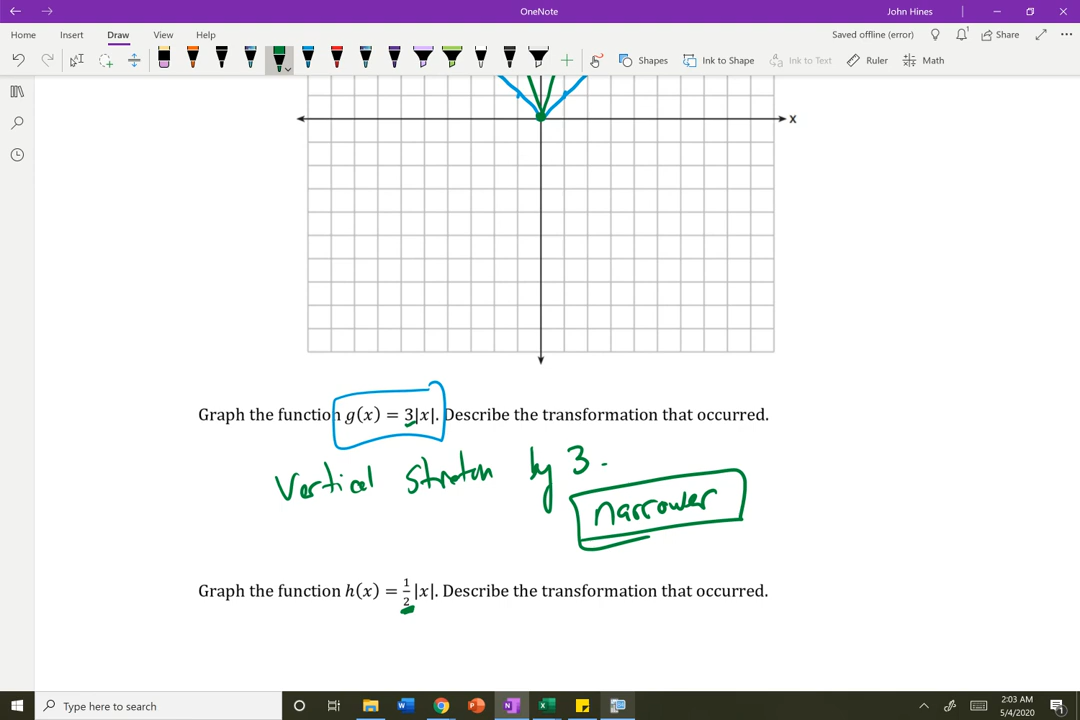 OneNote
John Hines
Home Insert Draw View Help
Saved offline (error) Share
Shapes Ink to Shape Ink to Text Ruler Math
x
Graph the function g(x) = 3|x|. Describe the transformation that occurred.
Vertical stretch by 3.
narrower
Graph the function h(x) = 1/2|x|. Describe the transformation that occurred.
Type here to search
2:03 AM
5/4/2020